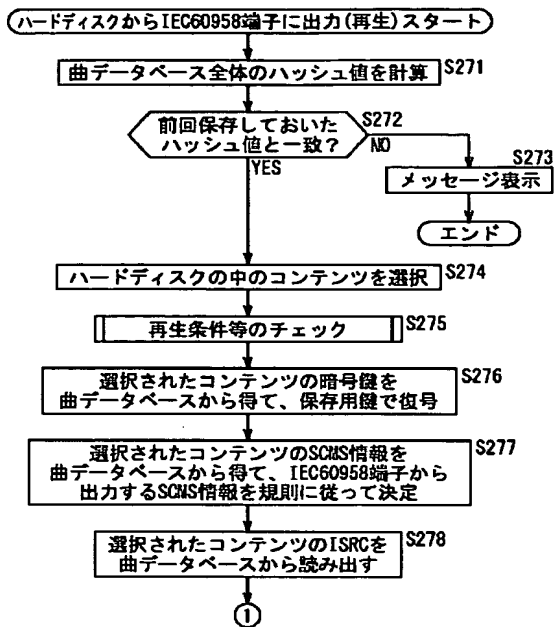 ハードディスクからIEC60958端子に出力(再生)スタート
曲データベース全体のハッシュ値を計算
S271
前回保存しておいた
ハッシュ値と一致?
S272
NO
YES
S273
メッセージ表示
エンド
ハードディスクの中のコンテンツを選択
S274
再生条件等のチェック
S275
選択されたコンテンツの暗号鍵を
曲データベースから得て、保存用鍵で復号
S276
選択されたコンテンツのSCMS情報を
曲データベースから得て、IEC60958端子から
出力するSCMS情報を規則に従って決定
S277
選択されたコンテンツのISRCを
曲データベースから読み出す
S278
1